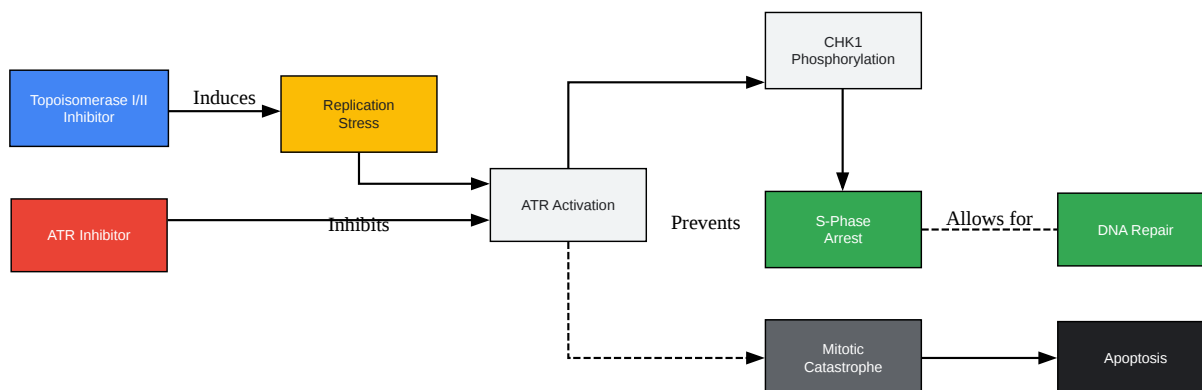 CHK1
Phosphorylation
Topoisomerase I/II
Inhibitor
Induces
Replication
Stress
ATR Activation
ATR Inhibitor
Inhibits
Prevents
S-Phase
Arrest
Allows for
DNA Repair
Mitotic
Catastrophe
Apoptosis